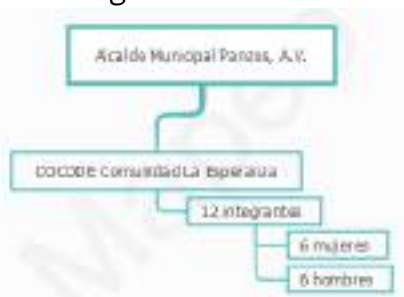 Alcalde Municipal Panzos, A.V.
COCODE Comunidad La Esperanza
12 integrantes
6 mujeres
6 hombres